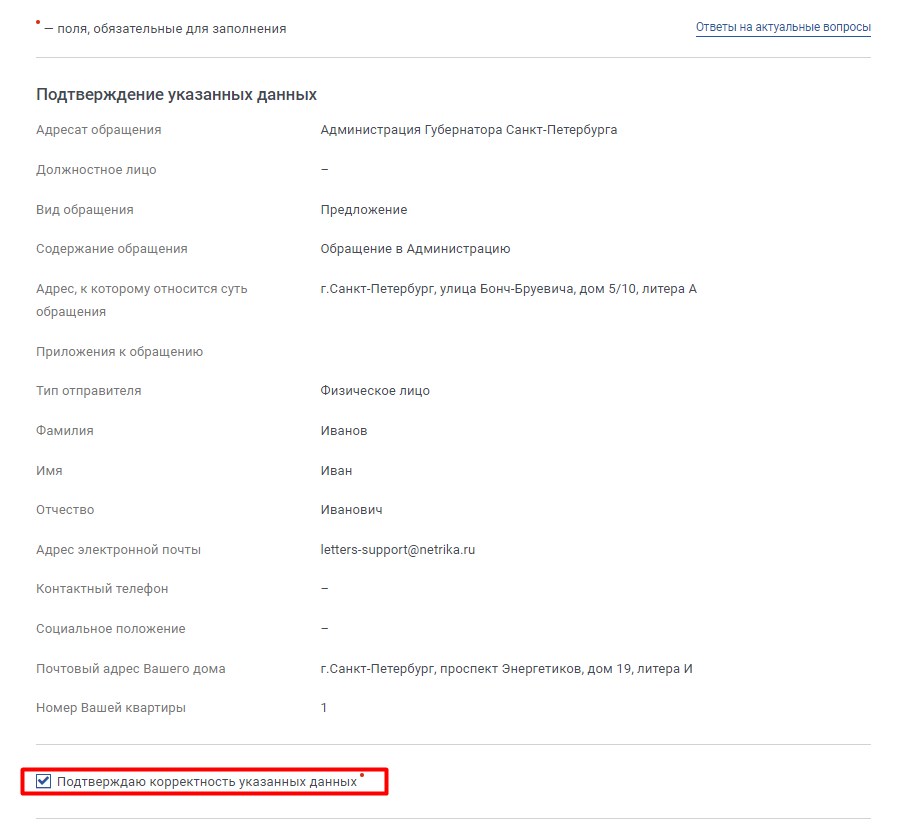 * — поля, обязательные для заполнения
Ответы на актуальные вопросы
Подтверждение указанных данных
Адресат обращения Администрация Губернатора Санкт-Петербурга
Должностное лицо –
Вид обращения Предложение
Содержание обращения Обращение в Администрацию
Адрес, к которому относится суть г.Санкт-Петербург, улица Бонч-Бруевича, дом 5/10, литера А
обращения
Приложения к обращению
Тип отправителя Физическое лицо
Фамилия Иванов
Имя Иван
Отчество Иванович
Адрес электронной почты letters-support@netrika.ru
Контактный телефон –
Социальное положение –
Почтовый адрес Вашего дома г.Санкт-Петербург, проспект Энергетиков, дом 19, литера И
Номер Вашей квартиры 1
Подтверждаю корректность указанных данных *